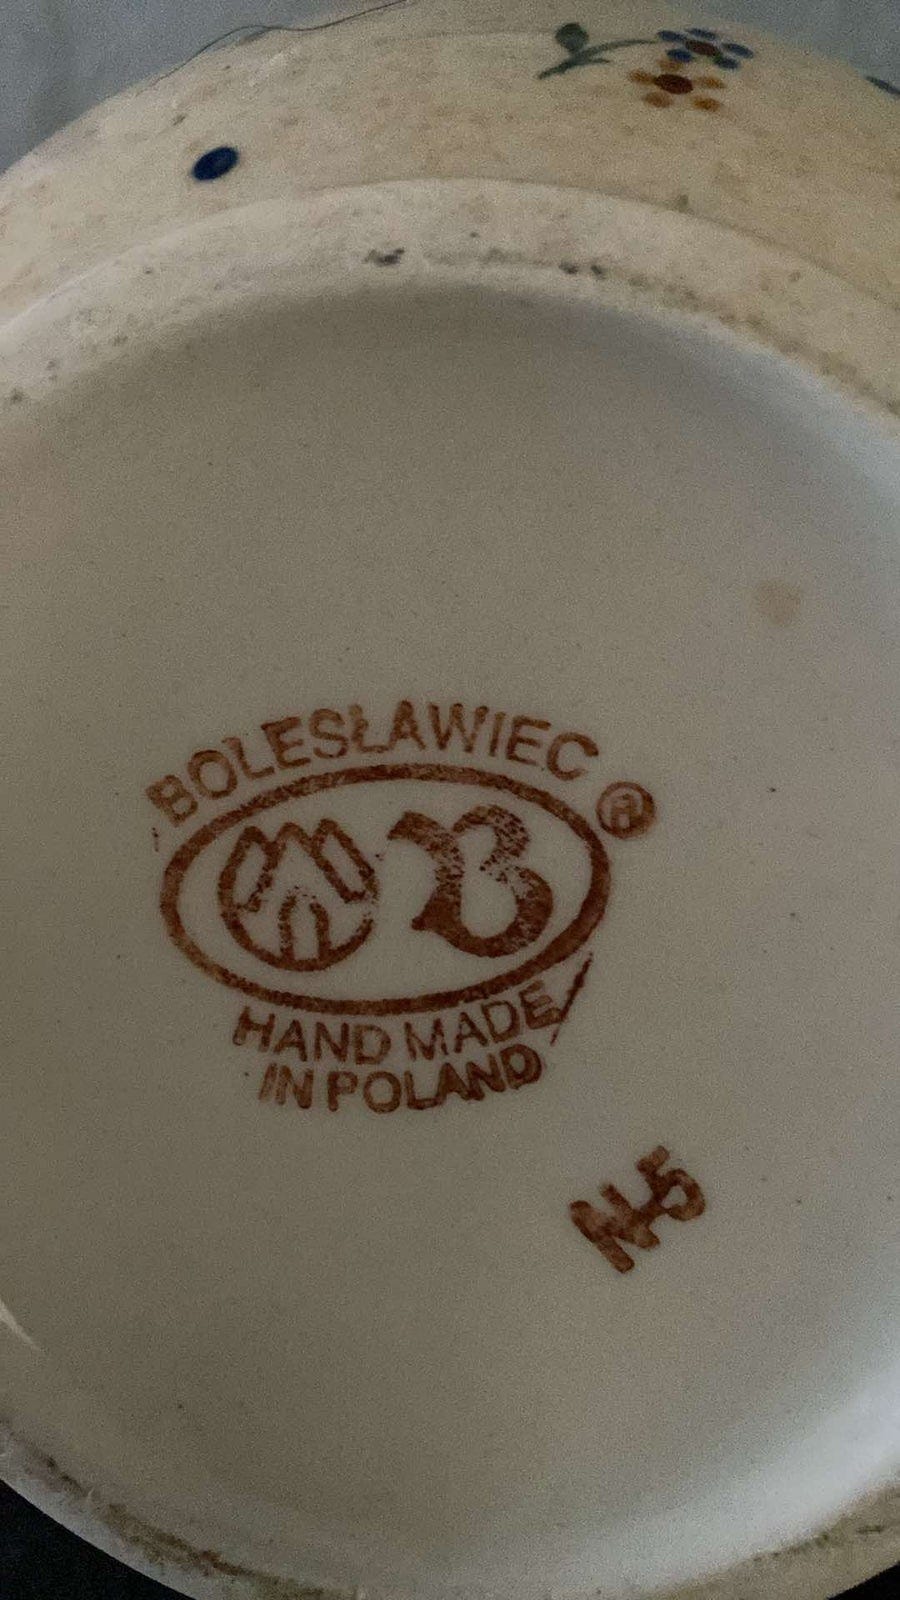 BOLESŁAWIEC
®
B
HAND MADE
IN POLAND
N-5